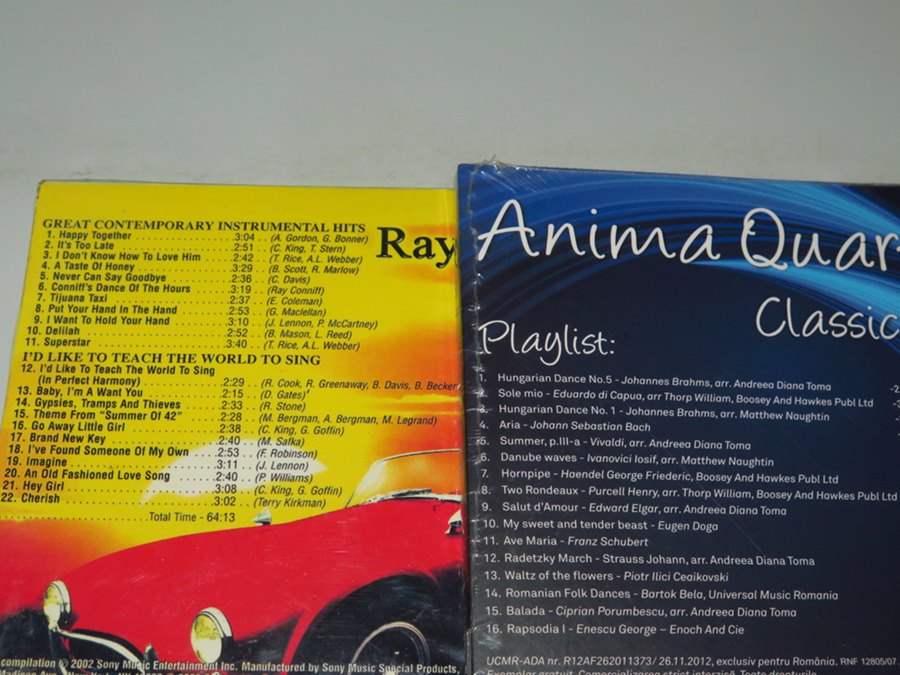 GREAT CONTEMPORARY INSTRUMENTAL HITS
1. Happy Together 3:04 . . (A. Gordon, G. Bonner)
2. It's Too Late 2:51 . . (C. King, T. Stern)
3. I Don't Know How To Love Him 2:42 . . (T. Rice, A.L. Webber)
4. A Taste Of Honey 3:29 . . (B. Scott, R. Marlow)
5. Never Can Say Goodbye 2:36 . . (C. Davis)
6. Conniff's Dance Of The Hours 3:19 . . (Ray Conniff)
7. Tijuana Taxi 2:37 . . (E. Coleman)
8. Put Your Hand In The Hand 2:53 . . (G. Maclellan)
9. I Want To Hold Your Hand 3:10 . . (J. Lennon, P. McCartney)
10. Delilah 2:52 . . (B. Mason, L. Reed)
11. Superstar 3:40 . . (T. Rice, A.L. Webber)
I'D LIKE TO TEACH THE WORLD TO SING
12. I'd Like To Teach The World To Sing
(In Perfect Harmony) 2:29 . . (R. Cook, R. Greenaway, B. Davis, B. Becker
13. Baby, I'm A Want You 2:15 . . (D. Gates)
14. Gypsies, Tramps And Thieves 2:33 . . (R. Stone)
15. Theme From "Summer Of 42" 2:28 . . (M. Bergman, A. Bergman, M. Legrand)
16. Go Away Little Girl 2:38 . . (C. King, G. Goffin)
17. Brand New Key 2:40 . . (M. Safka)
18. I've Found Someone Of My Own 2:53 . . (F. Robinson)
19. Imagine 3:11 . . (J. Lennon)
20. An Old Fashioned Love Song 2:40 . . (P. Williams)
21. Hey Girl 3:08 . . (C. King, G. Goffin)
22. Cherish 3:02 . . (Terry Kirkman)
Total Time - 64:13
Ray
compilation ℗ 2002 Sony Music Entertainment Inc. Manufactured by Sony Music Special Products,
Anima Quar
Classic
Playlist:
1. Hungarian Dance No.5 - Johannes Brahms, arr. Andreea Diana Toma
2. Sole mio - Eduardo di Capua, arr Thorp William, Boosey And Hawkes Publ Ltd
3. Hungarian Dance No. 1 - Johannes Brahms, arr. Matthew Naughtin
4. Aria - Johann Sebastian Bach
5. Summer, p.III-a - Vivaldi, arr. Andreea Diana Toma
6. Danube waves - Ivanovici Iosif, arr. Matthew Naughtin
7. Hornpipe - Haendel George Friederic, Boosey And Hawkes Publ Ltd
8. Two Rondeaux - Purcell Henry, arr. Thorp William, Boosey And Hawkes Publ Ltd
9. Salut d'Amour - Edward Elgar, arr. Andreea Diana Toma
10. My sweet and tender beast - Eugen Doga
11. Ave Maria - Franz Schubert
12. Radetzky March - Strauss Johann, arr. Andreea Diana Toma
13. Waltz of the flowers - Piotr Ilici Ceaikovski
14. Romanian Folk Dances - Bartok Bela, Universal Music Romania
15. Balada - Ciprian Porumbescu, arr. Andreea Diana Toma
16. Rapsodia I - Enescu George – Enoch And Cie
UCMR-ADA nr. R12AF262011373/ 26.11.2012, exclusiv pentru România. RNF 12805/07.
Exemplar gratuit. Comercializarea strict interzisă. Toate drepturile